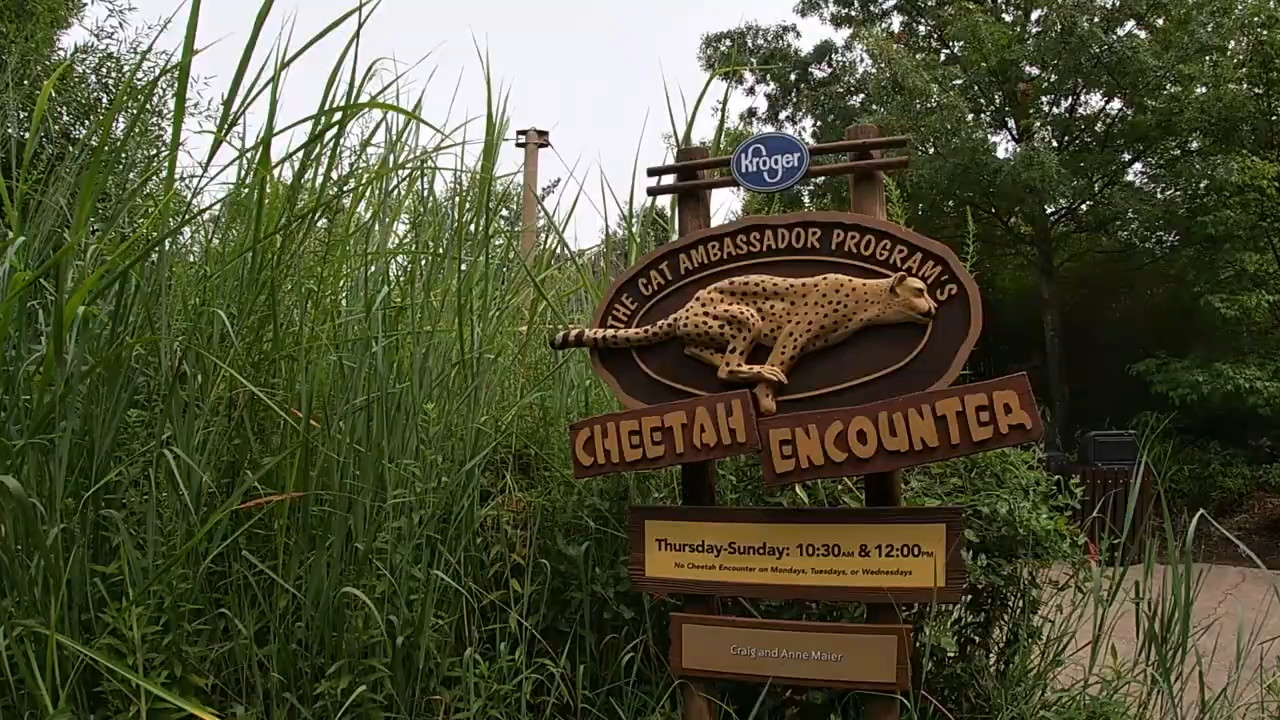 Kroger
THE CAT AMBASSADOR PROGRAM'S
CHEETAH
ENCOUNTER
Thursday-Sunday: 10:30AM & 12:00PM
No Cheetah Encounter on Mondays, Tuesdays, or Wednesdays
Craig and Anne Maier